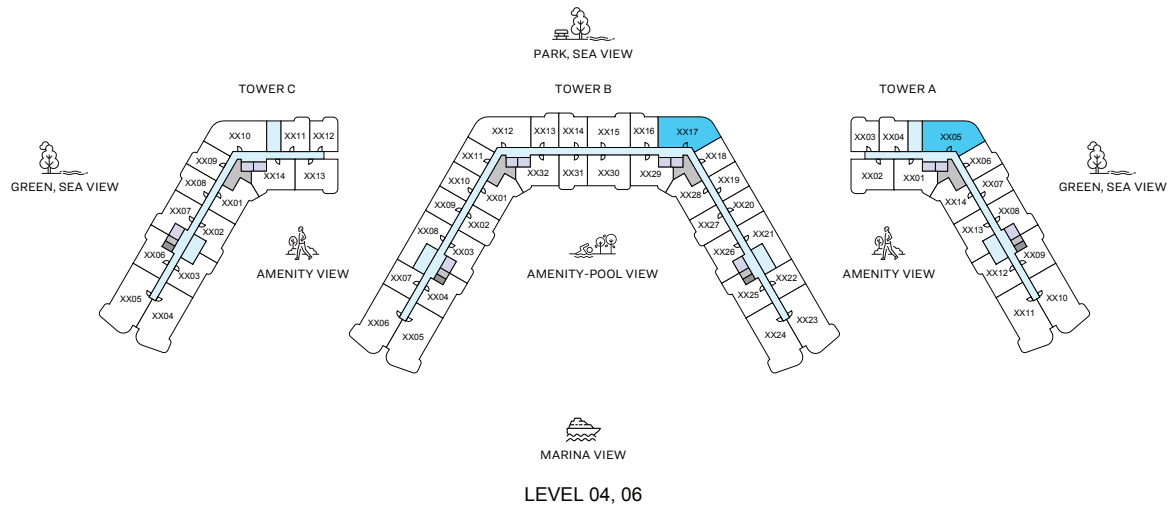 PARK, SEA VIEW
TOWER C
TOWER B
TOWER A
GREEN, SEA VIEW
GREEN, SEA VIEW
XX10
XX11
XX12
XX09
XX14
XX13
XX08
XX01
XX07
XX02
XX06
XX03
XX05
XX04
AMENITY VIEW
XX12
XX13
XX14
XX15
XX16
XX17
XX11
XX32
XX31
XX30
XX29
XX18
XX10
XX01
XX28
XX19
XX09
XX02
XX27
XX20
XX08
XX03
XX26
XX21
XX07
XX04
XX25
XX22
XX06
XX05
XX24
XX23
AMENITY-POOL VIEW
XX03
XX04
XX05
XX02
XX01
XX06
XX14
XX07
XX13
XX08
XX12
XX09
XX11
XX10
AMENITY VIEW
MARINA VIEW
LEVEL 04, 06